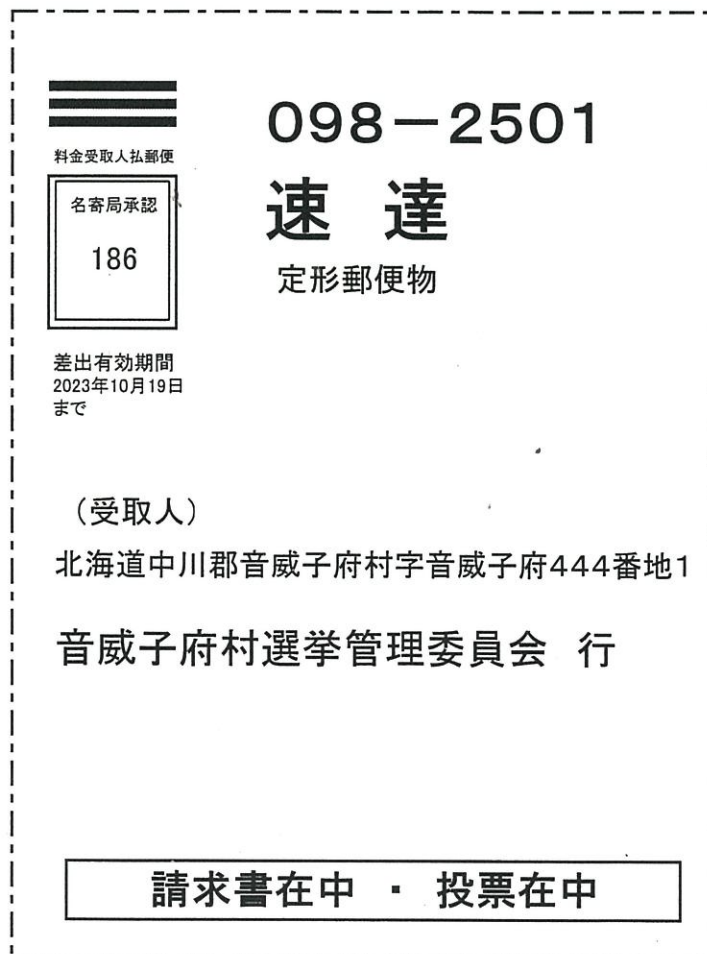 098－2501
料金受取人払郵便
速 達
名寄局承認
186
定形郵便物
差出有効期間
2023年10月19日
まで
（受取人）
北海道中川郡音威子府村字音威子府444番地1
音威子府村選挙管理委員会 行
請求書在中 ・ 投票在中